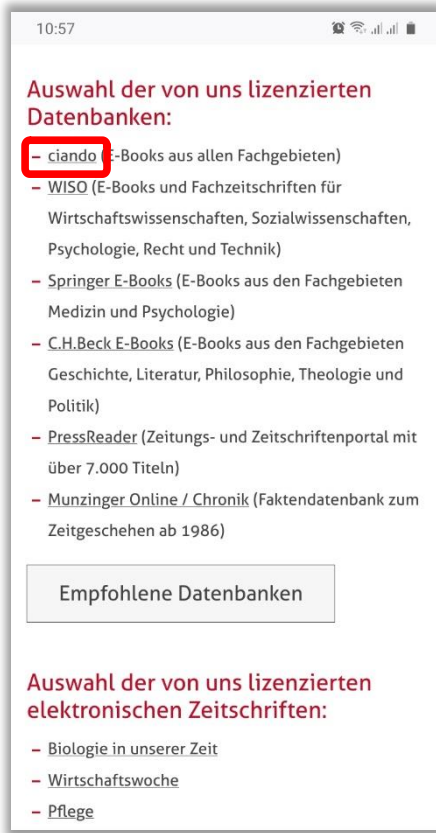 10:57
Auswahl der von uns lizenzierten
Datenbanken:
– ciando (E-Books aus allen Fachgebieten)
– WISO (E-Books und Fachzeitschriften für
Wirtschaftswissenschaften, Sozialwissenschaften,
Psychologie, Recht und Technik)
– Springer E-Books (E-Books aus den Fachgebieten
Medizin und Psychologie)
– C.H.Beck E-Books (E-Books aus den Fachgebieten
Geschichte, Literatur, Philosophie, Theologie und
Politik)
– PressReader (Zeitungs- und Zeitschriftenportal mit
über 7.000 Titeln)
– Munzinger Online / Chronik (Faktendatenbank zum
Zeitgeschehen ab 1986)
Empfohlene Datenbanken
Auswahl der von uns lizenzierten
elektronischen Zeitschriften:
– Biologie in unserer Zeit
– Wirtschaftswoche
– Pflege